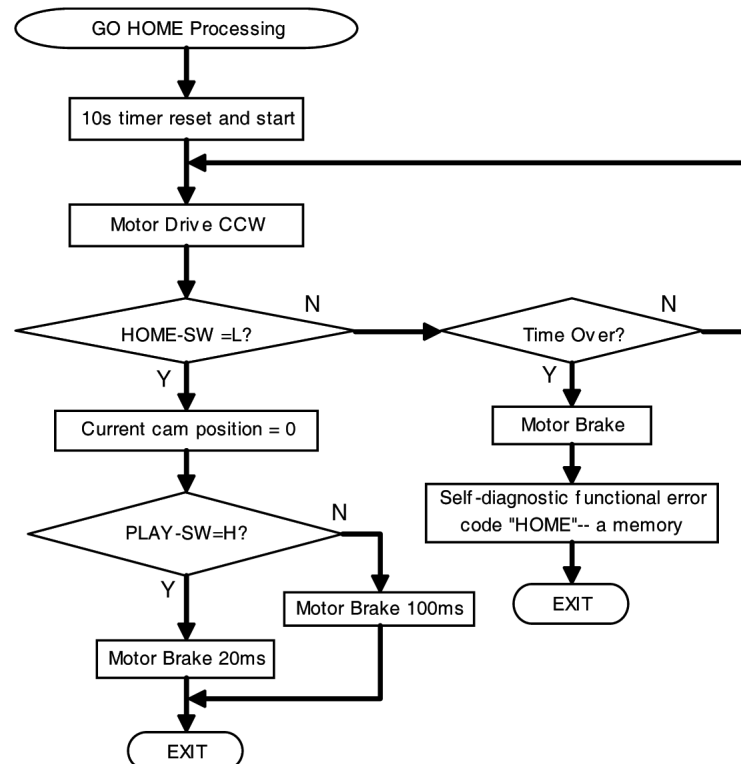 GO HOME Processing
10s timer reset and start
Motor Drive CCW
HOME-SW =L?
N
Y
Time Over?
N
Y
Current cam position = 0
Motor Brake
Self-diagnostic functional error
code "HOME"-- a memory
EXIT
PLAY-SW=H?
N
Y
Motor Brake 100ms
Motor Brake 20ms
EXIT